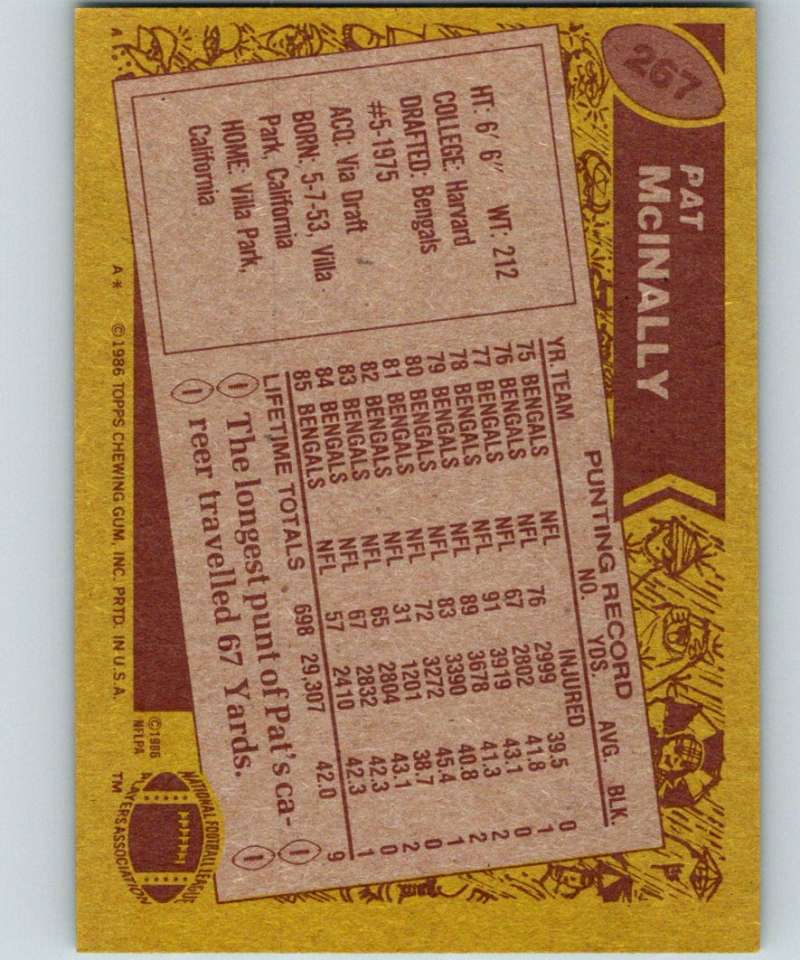 267
PAT
McINALLY
HT: 6' 6" WT: 212
COLLEGE: Harvard
DRAFTED: Bengals
#5-1975
ACQ: Via Draft
BORN: 5-7-53, Villa
Park, California
HOME: Villa Park,
California
PUNTING RECORD
YR. TEAM NO. YDS. AVG. BLK.
75 BENGALS NFL INJURED
76 BENGALS NFL 76 2999 39.5 0
77 BENGALS NFL 67 2802 41.8 1
78 BENGALS NFL 91 3919 43.1 0
79 BENGALS NFL 89 3678 41.3 2
80 BENGALS NFL 83 3390 40.8 2
81 BENGALS NFL 72 3272 45.4 1
82 BENGALS NFL 31 1201 38.7 0
83 BENGALS NFL 65 2804 43.1 2
84 BENGALS NFL 67 2832 42.3 0
85 BENGALS NFL 57 2410 42.3 1
LIFETIME TOTALS 698 29,307 42.0 9
The longest punt of Pat's ca-
reer travelled 67 Yards.
A* ©1986 TOPPS CHEWING GUM, INC. PRTD. IN U.S.A.
©1986
NFLPA
NATIONAL FOOTBALL LEAGUE
PLAYERS ASSOCIATION
TM